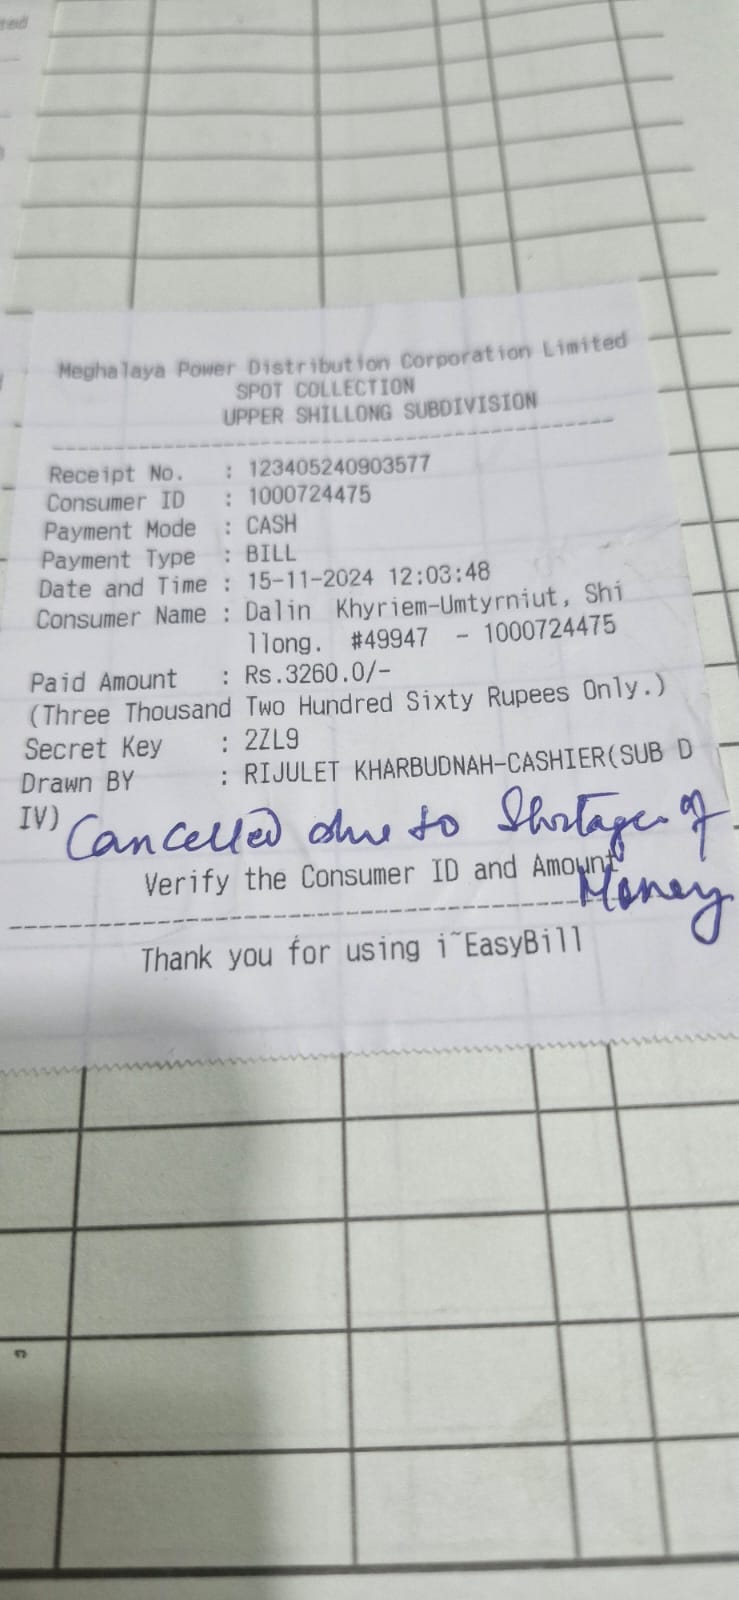 Meghalaya Power Distribution Corporation Limited
SPOT COLLECTION
UPPER SHILLONG SUBDIVISION
Receipt No. : 123405240903577
Consumer ID : 1000724475
Payment Mode : CASH
Payment Type : BILL
Date and Time : 15-11-2024 12:03:48
Consumer Name : Dalin Khyriem-Umtyrniut, Shi
llong. #49947 - 1000724475
Paid Amount : Rs.3260.0/-
(Three Thousand Two Hundred Sixty Rupees Only.)
Secret Key : 2ZL9
Drawn BY : RIJULET KHARBUDNAH-CASHIER(SUB D
IV)
Cancelled due to Shortage of
Money
Verify the Consumer ID and Amount
Thank you for using i~EasyBill